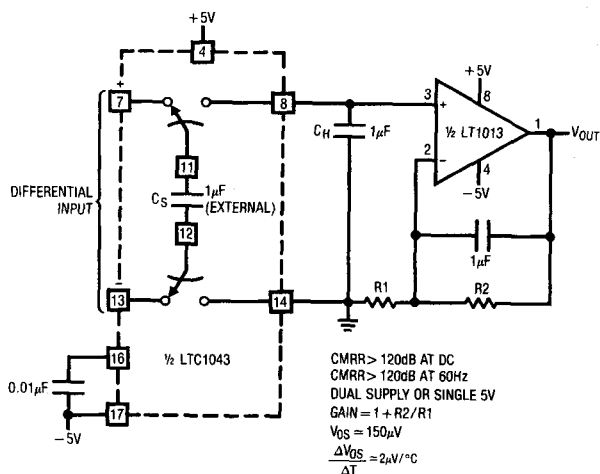 +5V
4
+
7
8
11
DIFFERENTIAL
INPUT
CS
1μF
(EXTERNAL)
12
−
13
14
16
½ LTC1043
0.01μF
17
−5V
CH
1μF
+5V
3
+
8
½ LT1013
1
VOUT
2
−
4
−5V
1μF
R1
R2
CMRR > 120dB AT DC
CMRR > 120dB AT 60Hz
DUAL SUPPLY OR SINGLE 5V
GAIN = 1 + R2/R1
VOS ≈ 150μV
ΔVOS/ΔT ≈ 2μV/°C